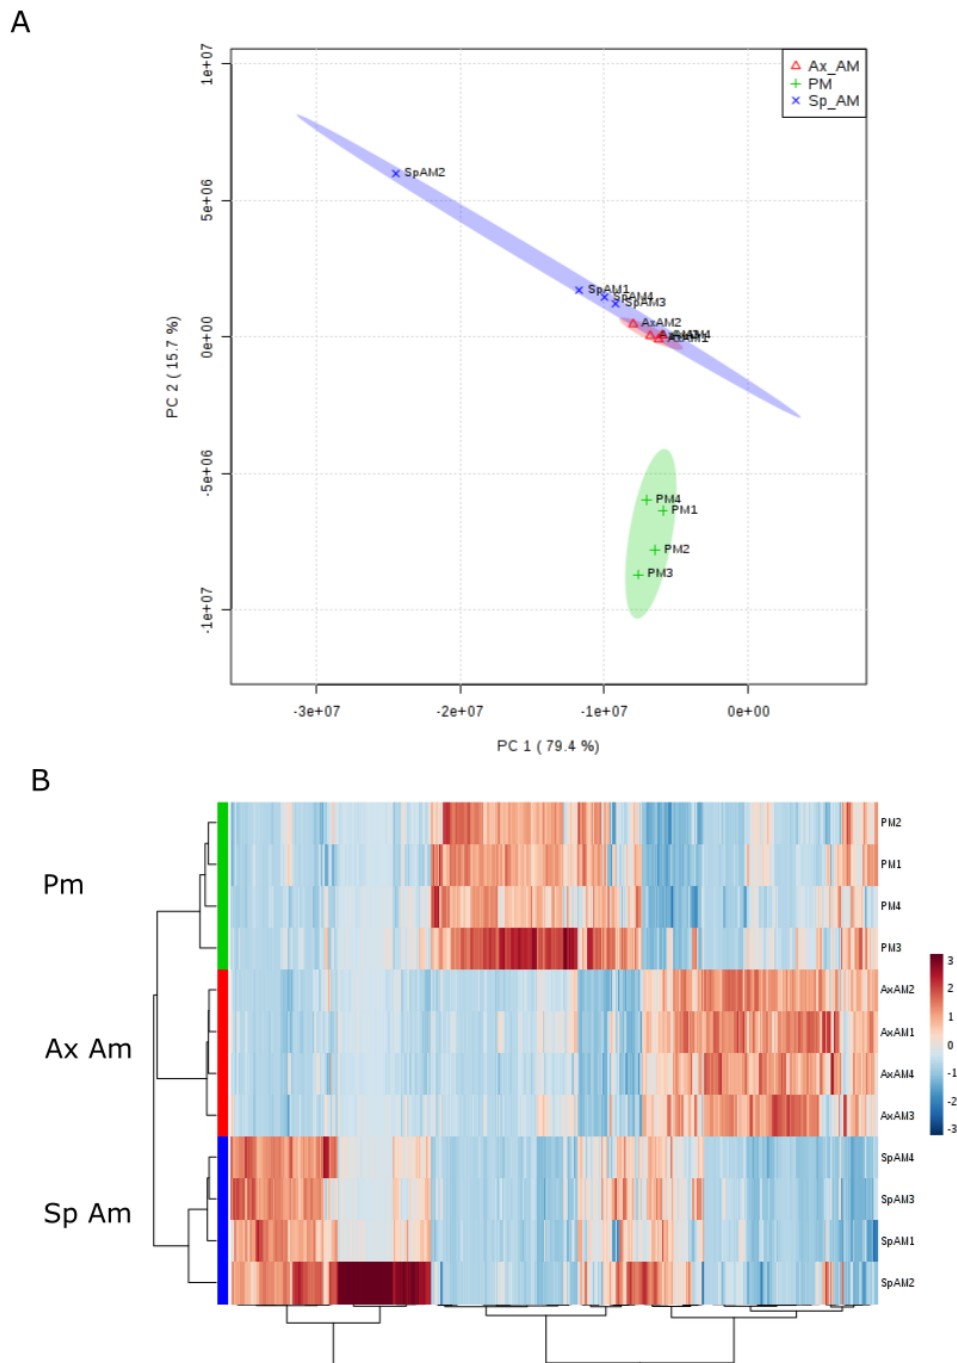 A
Ax_AM
PM
Sp_AM
1e+07
5e+06
0e+00
-5e+06
-1e+07
PC 2 ( 15.7 %)
SpAM2
SpAM1
SpAM4
SpAM3
AxAM2
AxAM1
PM4
PM1
PM2
PM3
-3e+07
-2e+07
-1e+07
0e+00
PC 1 ( 79.4 %)
B
Pm
Ax Am
Sp Am
PM2
PM1
PM4
PM3
AxAM2
AxAM1
AxAM4
AxAM3
SpAM4
SpAM3
SpAM1
SpAM2
3
2
1
0
-1
-2
-3